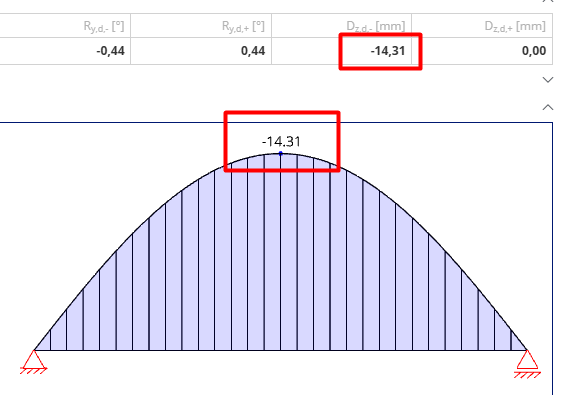 Ry,d,- [°] Ry,d,+ [°] Dz,d,- [mm] Dz,d,+ [mm]
-0,44 0,44 -14,31 0,00
-14.31